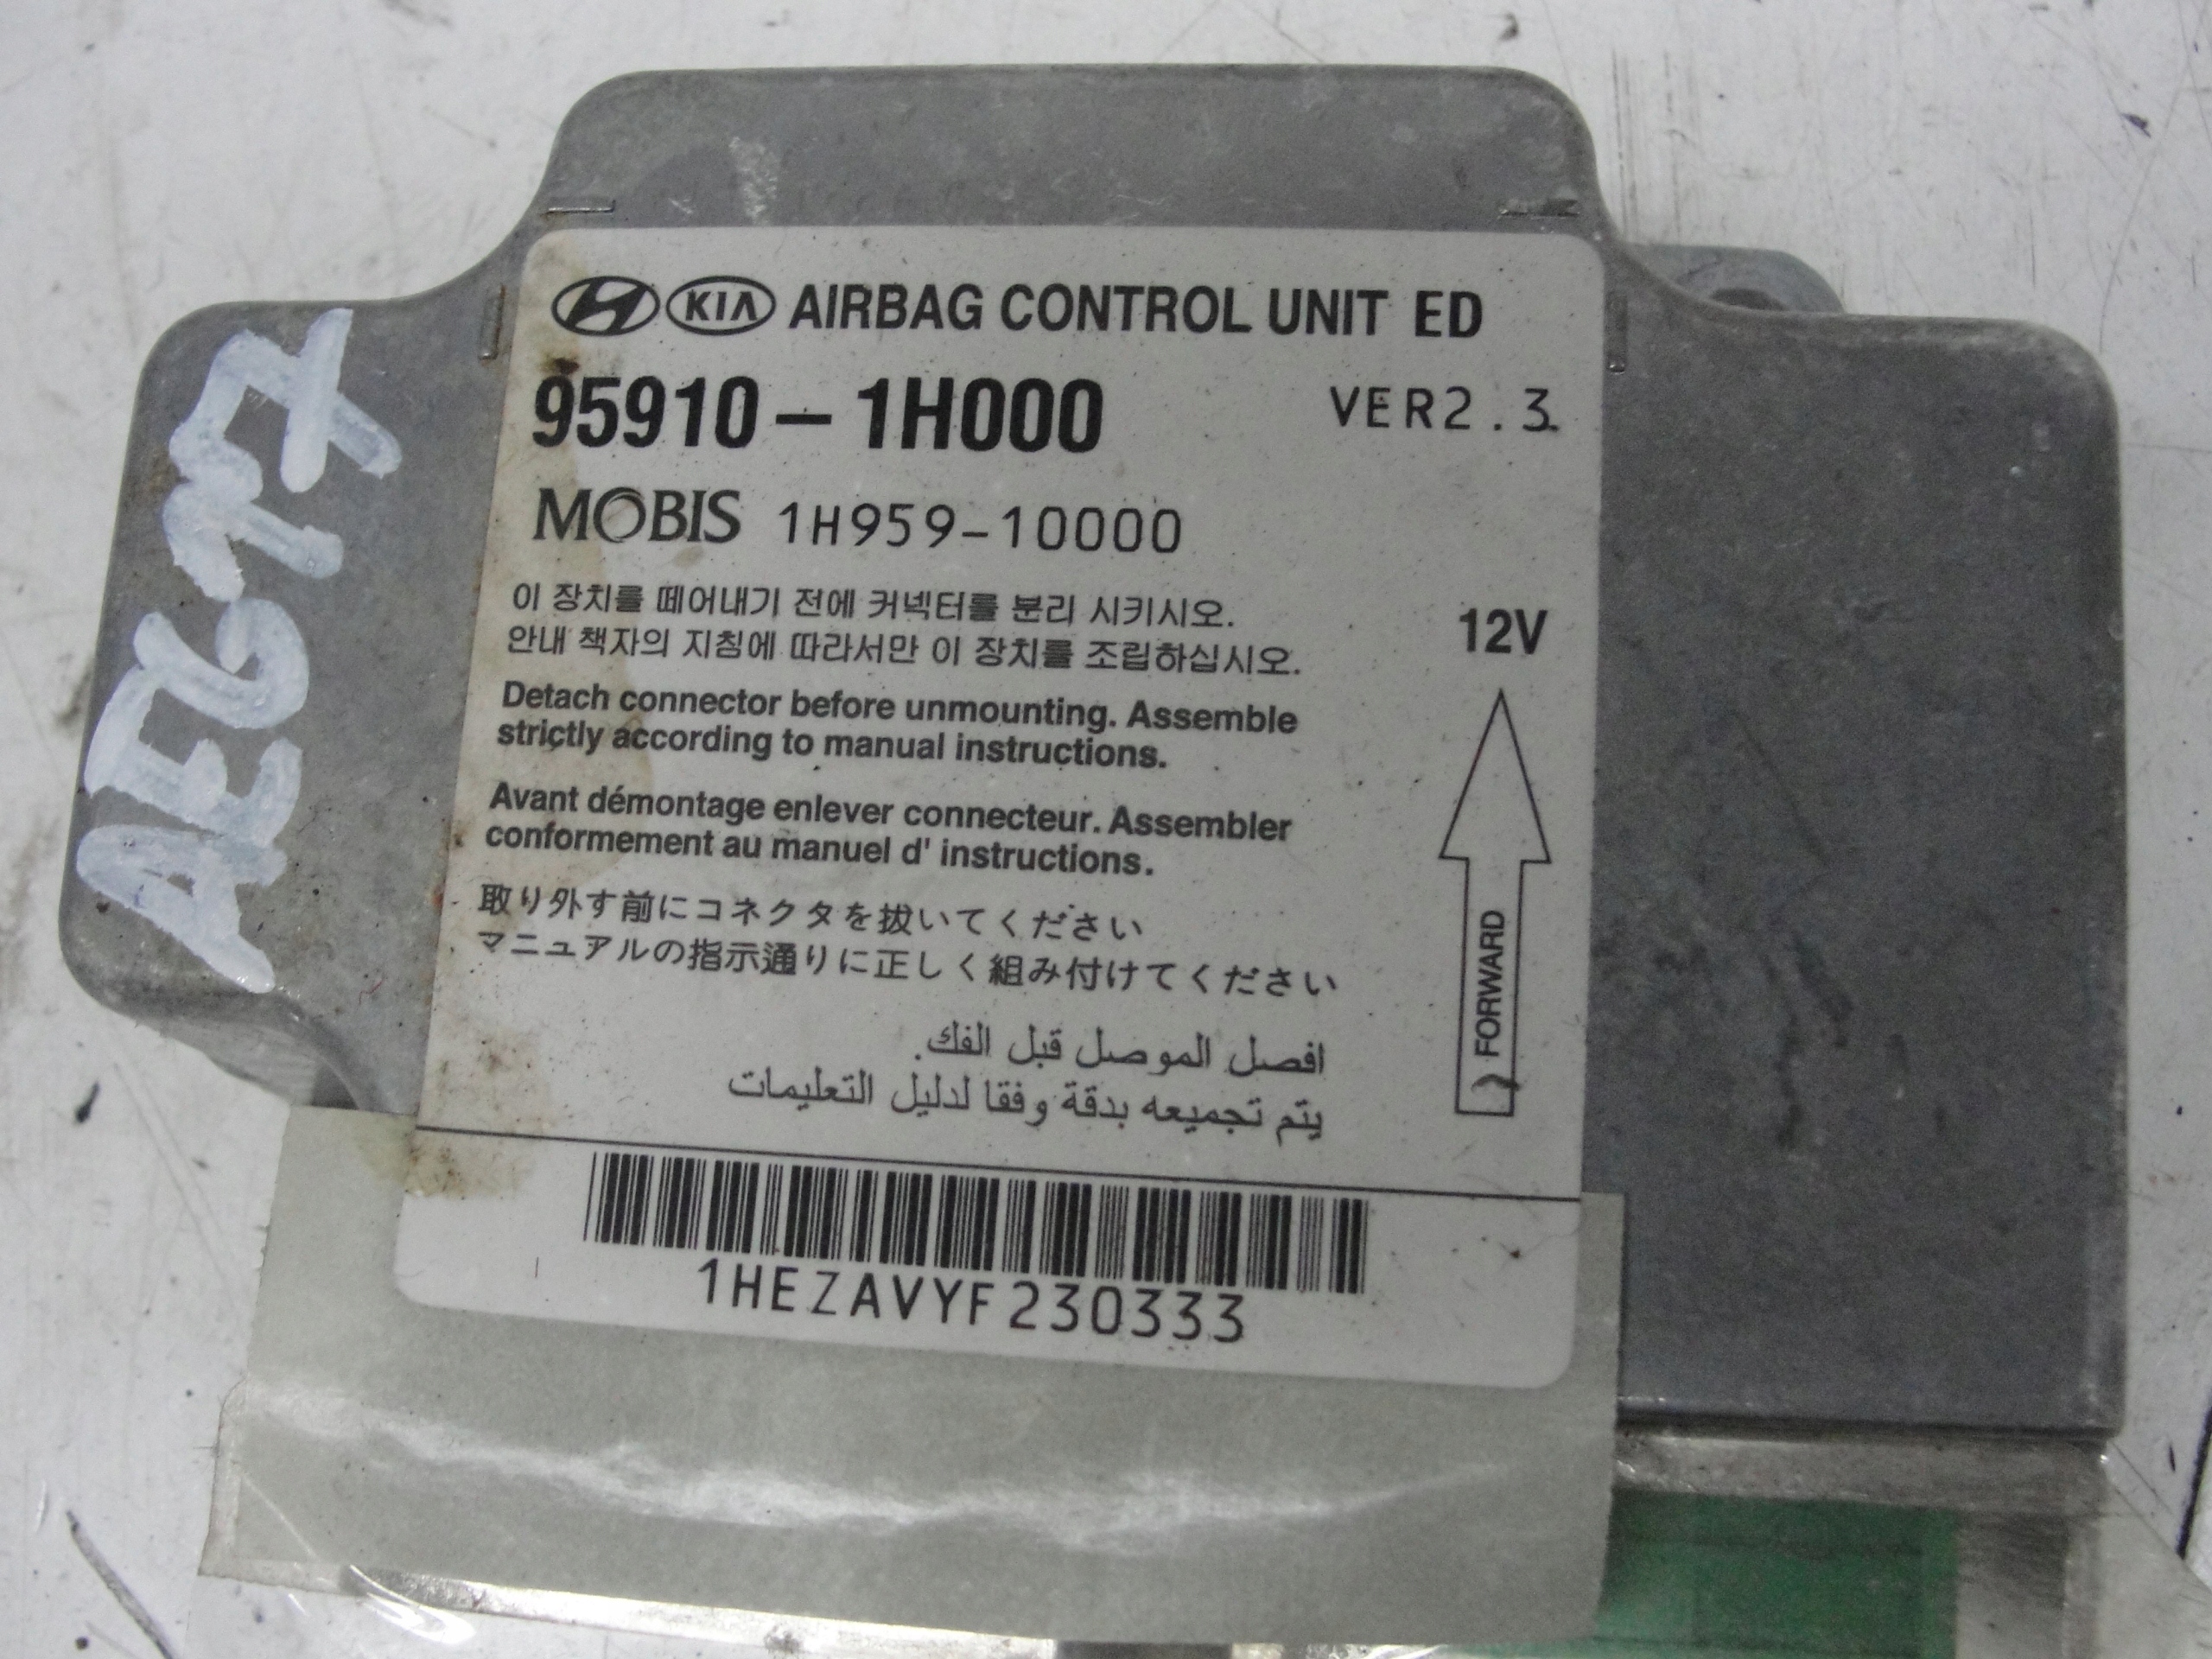 KIA AIRBAG CONTROL UNIT ED
95910-1H000 VER2.3
MOBIS 1H959-10000
이 장치를 떼어내기 전에 커넥터를 분리 시키시오.
안내 책자의 지침에 따라서만 이 장치를 조립하십시오.
12V
Detach connector before unmounting. Assemble
strictly according to manual instructions.
Avant démontage enlever connecteur. Assembler
conformement au manuel d' instructions.
取り外す前にコネクタを抜いてください
マニュアルの指示通りに正しく組み付けてください
FORWARD
افصل الموصل قبل الفك.
يتم تجميعه بدقة وفقا لدليل التعليمات
1HEZAVYF230333